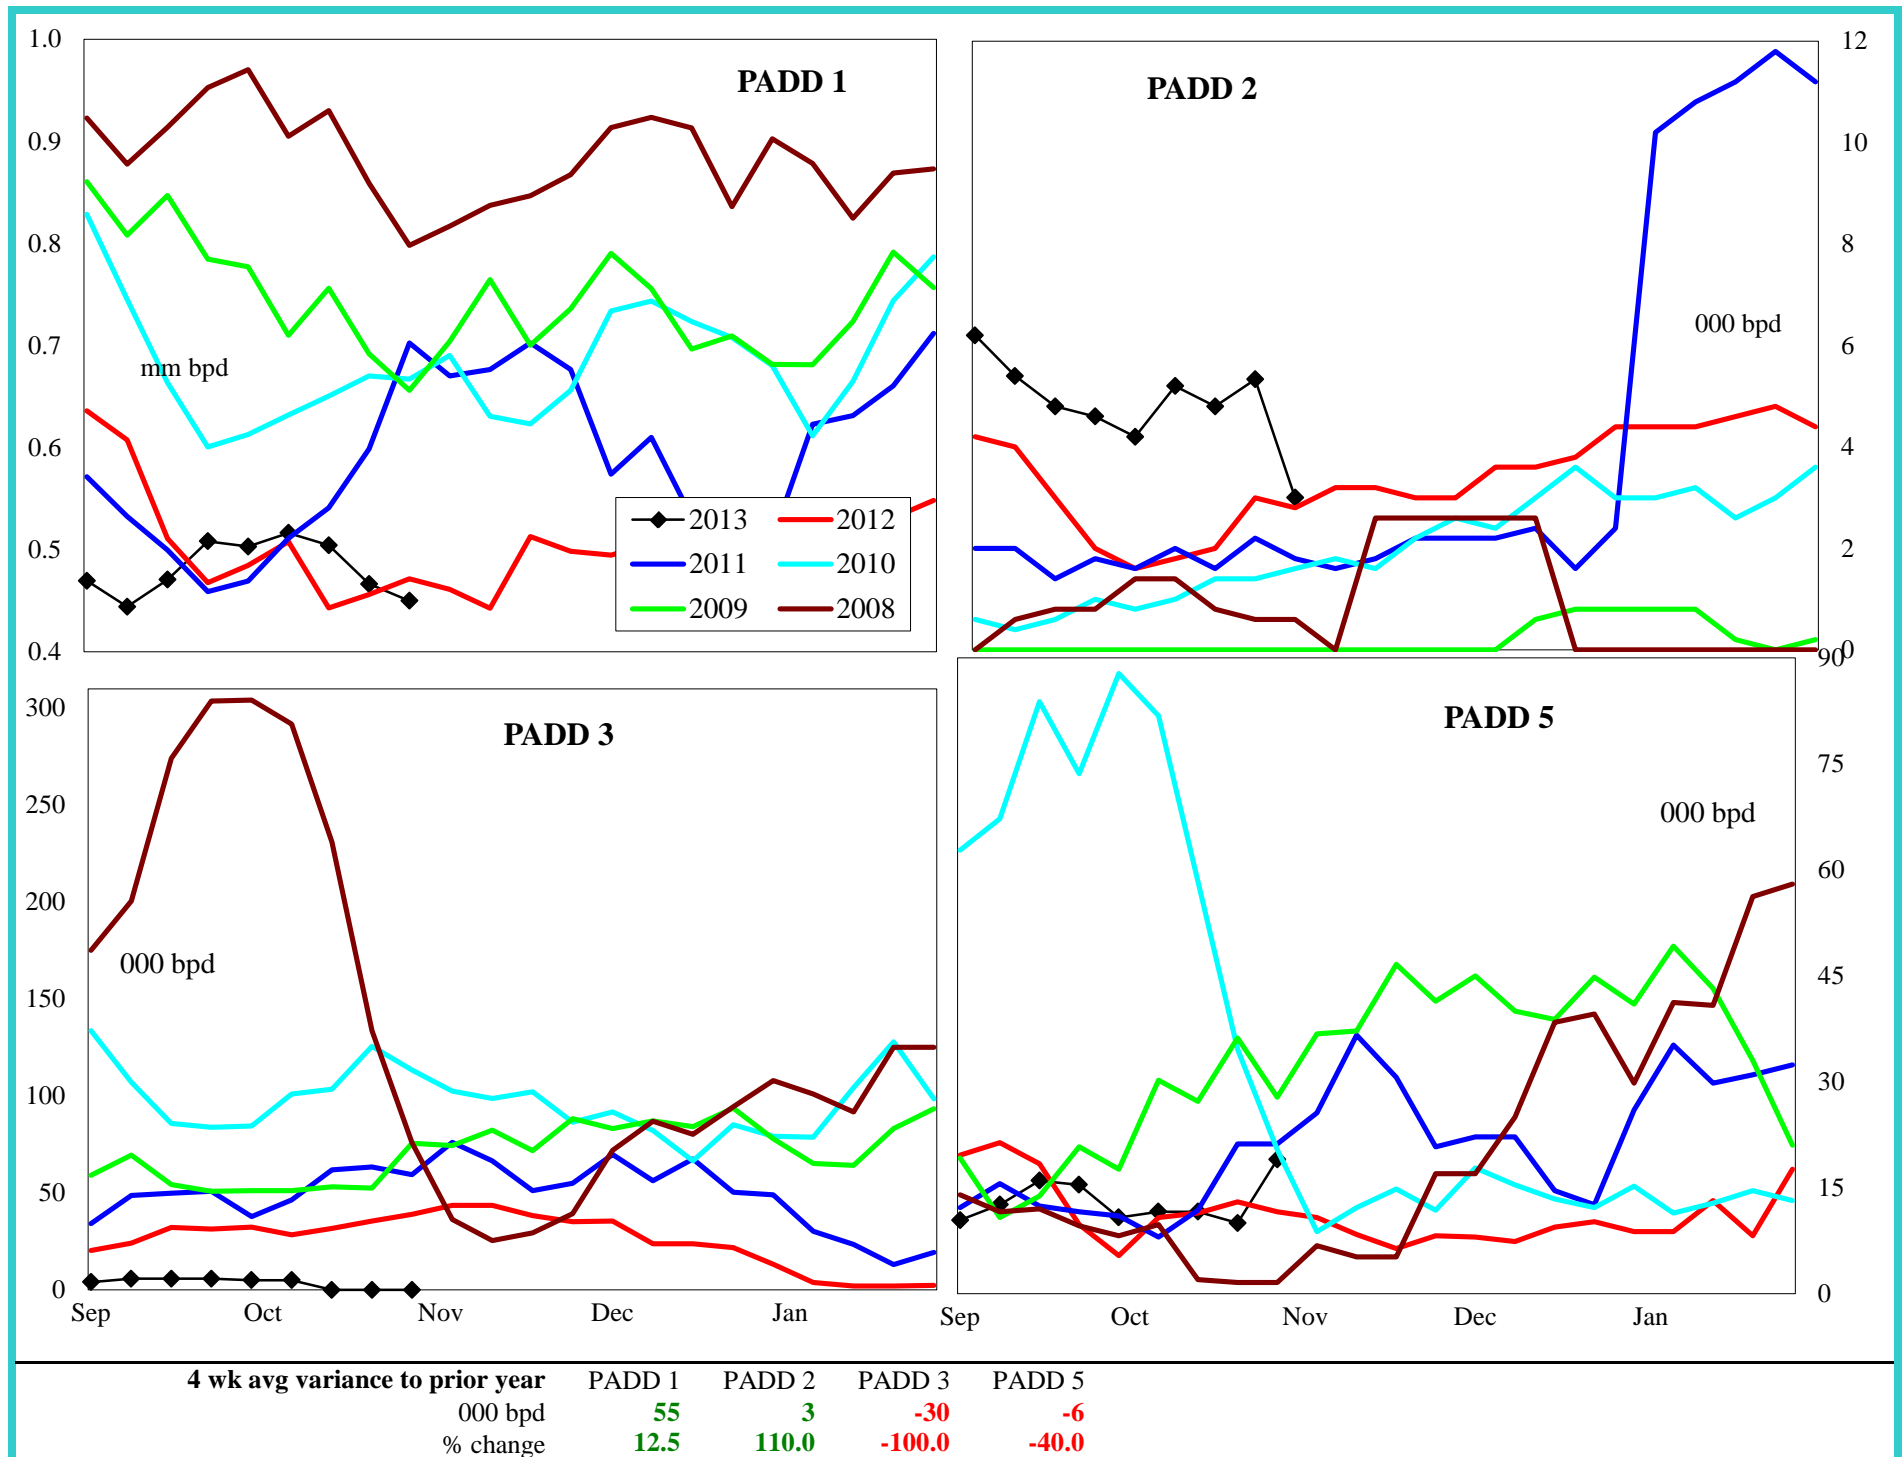 PADD 1
1.0
0.9
0.8
0.7
0.6
0.5
0.4
mm bpd
2013 2012
2011 2010
2009 2008
PADD 2
12
10
8
6
4
2
0
000 bpd
PADD 3
300
250
200
150
100
50
0
000 bpd
Sep Oct Nov Dec Jan
PADD 5
90
75
60
45
30
15
0
000 bpd
Sep Oct Nov Dec Jan
4 wk avg variance to prior year PADD 1 PADD 2 PADD 3 PADD 5
000 bpd 55 3 -30 -6
% change 12.5 110.0 -100.0 -40.0